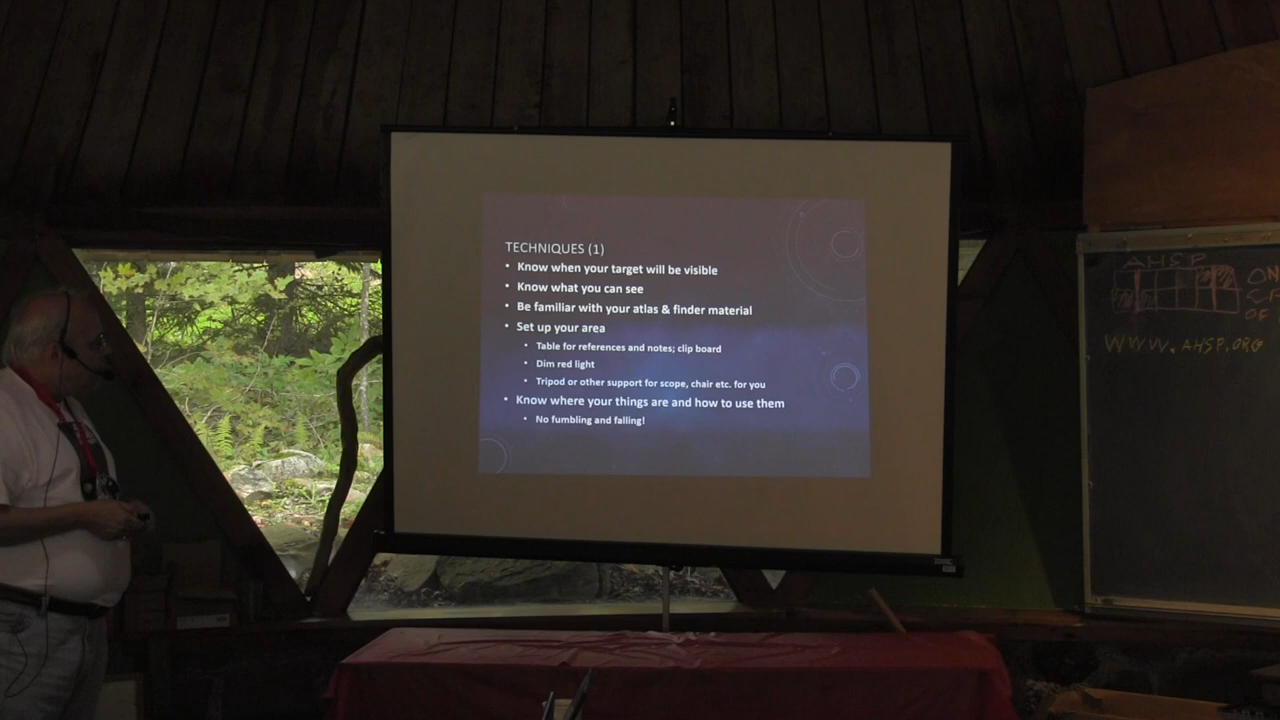 TECHNIQUES (1)
• Know when your target will be visible
• Know what you can see
• Be familiar with your atlas & finder material
• Set up your area
• Table for references and notes; clip board
• Dim red light
• Tripod or other support for scope, chair etc. for you
• Know where your things are and how to use them
• No fumbling and falling!
AHSP
OF
WWW.AHSP.ORG